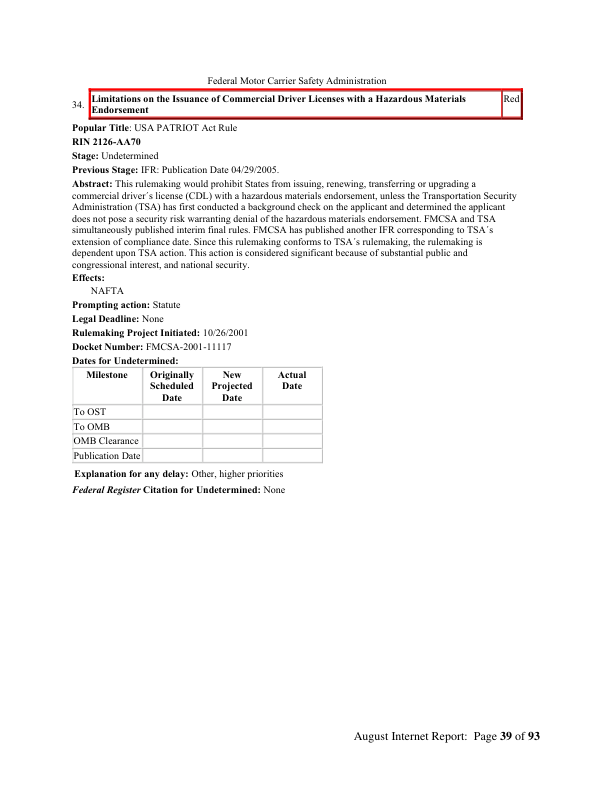 Federal Motor Carrier Safety Administration
34. Limitations on the Issuance of Commercial Driver Licenses with a Hazardous Materials Red
Endorsement
Popular Title: USA PATRIOT Act Rule
RIN 2126-AA70
Stage: Undetermined
Previous Stage: IFR: Publication Date 04/29/2005.
Abstract: This rulemaking would prohibit States from issuing, renewing, transferring or upgrading a
commercial driver`s license (CDL) with a hazardous materials endorsement, unless the Transportation Security
Administration (TSA) has first conducted a background check on the applicant and determined the applicant
does not pose a security risk warranting denial of the hazardous materials endorsement. FMCSA and TSA
simultaneously published interim final rules. FMCSA has published another IFR corresponding to TSA`s
extension of compliance date. Since this rulemaking conforms to TSA`s rulemaking, the rulemaking is
dependent upon TSA action. This action is considered significant because of substantial public and
congressional interest, and national security.
Effects:
NAFTA
Prompting action: Statute
Legal Deadline: None
Rulemaking Project Initiated: 10/26/2001
Docket Number: FMCSA-2001-11117
Dates for Undetermined:
Milestone Originally New Actual
Scheduled Projected Date
Date Date
To OST
To OMB
OMB Clearance
Publication Date
Explanation for any delay: Other, higher priorities
Federal Register Citation for Undetermined: None
August Internet Report: Page 39 of 93